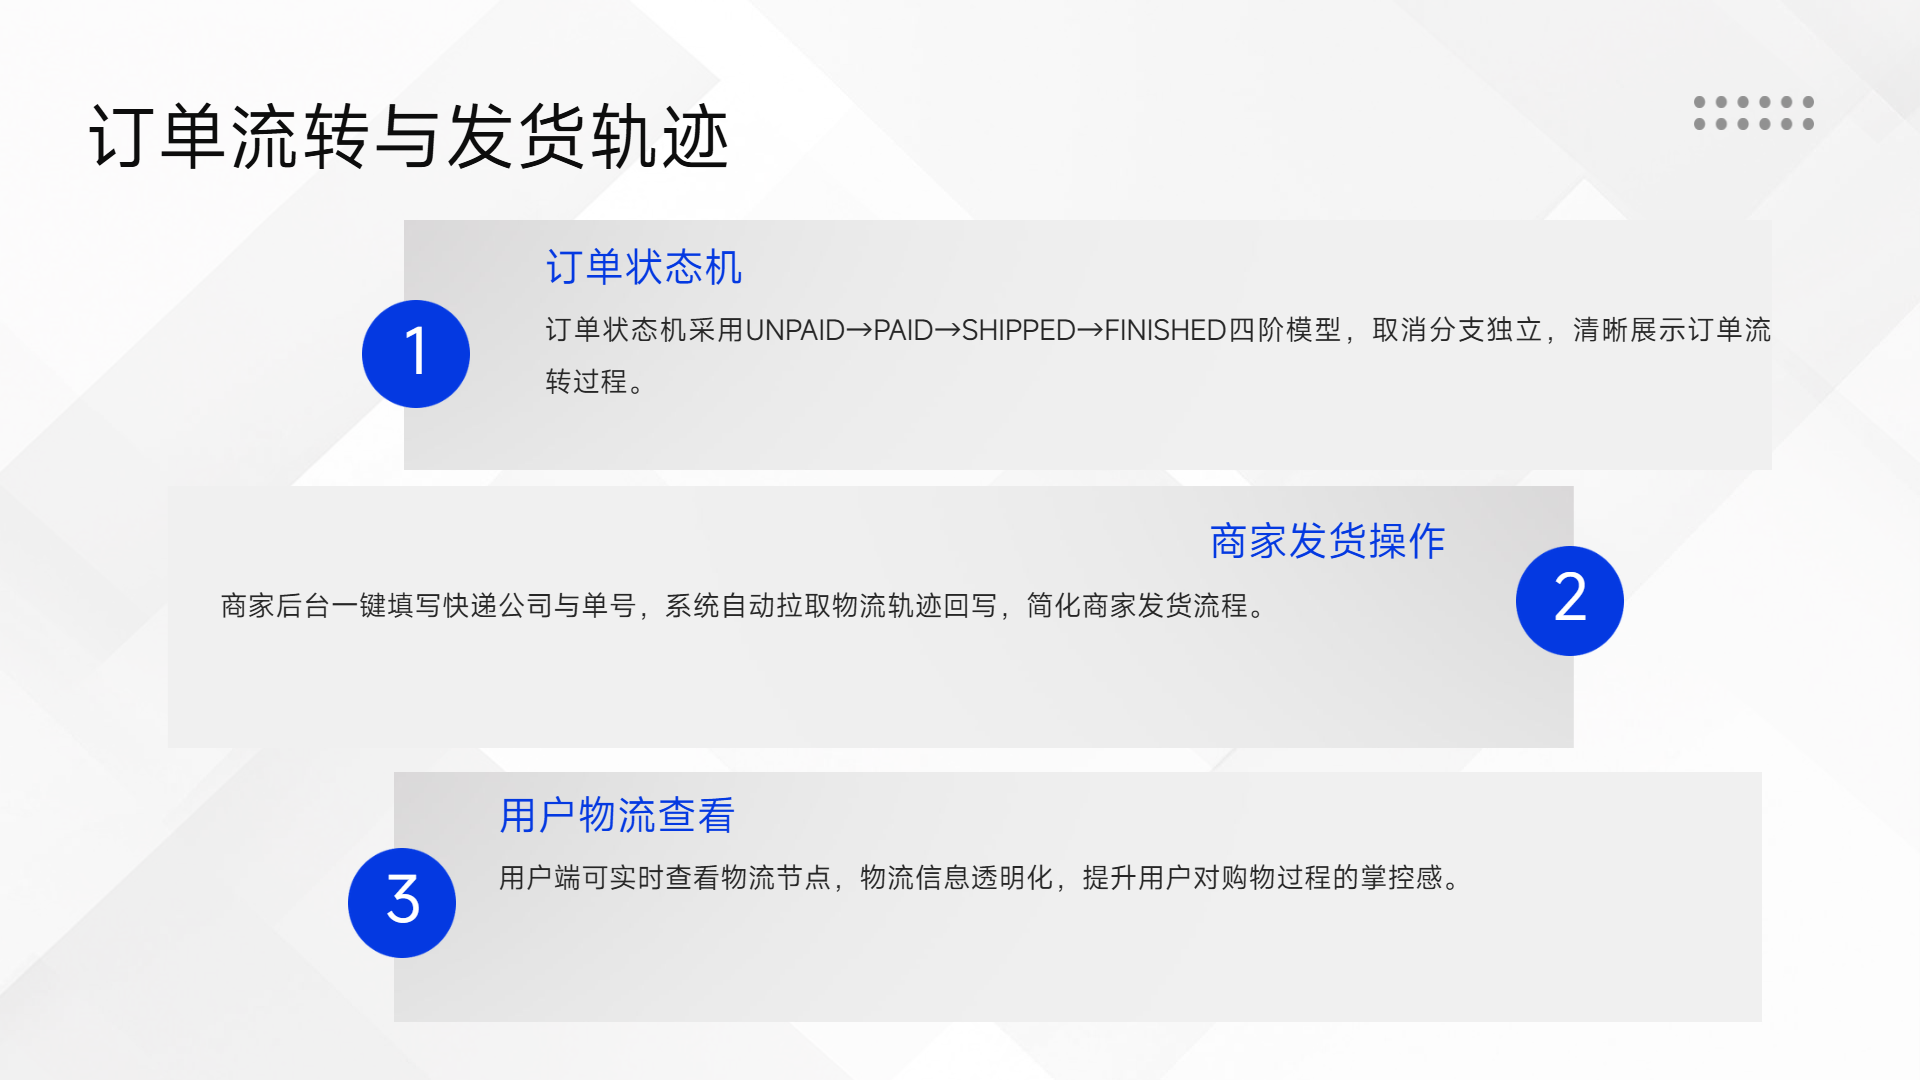 订单流转与发货轨迹
订单状态机
1
订单状态机采用UNPAID→PAID→SHIPPED→FINISHED四阶模型，取消分支独立，清晰展示订单流
转过程。
商家发货操作
2
商家后台一键填写快递公司与单号，系统自动拉取物流轨迹回写，简化商家发货流程。
用户物流查看
3
用户端可实时查看物流节点，物流信息透明化，提升用户对购物过程的掌控感。